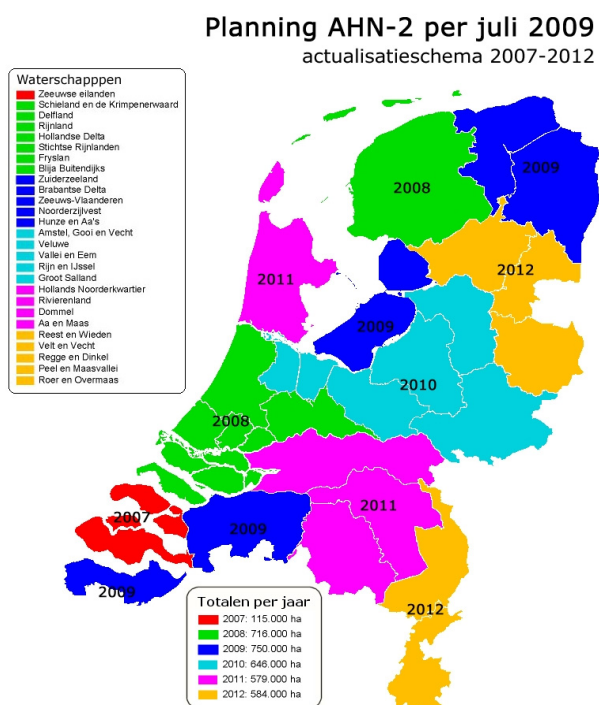 Planning AHN-2 per juli 2009
actualisatieschema 2007-2012
Waterschapppen
Zeeuwse eilanden
Schieland en de Krimpenerwaard
Delfland
Rijnland
Hollandse Delta
Stichtse Rijnlanden
Fryslan
Blija Buitendijks
Zuiderzeeland
Brabantse Delta
Zeeuws-Vlaanderen
Noorderzijlvest
Hunze en Aa's
Amstel, Gooi en Vecht
Veluwe
Vallei en Eem
Rijn en IJssel
Groot Salland
Hollands Noorderkwartier
Rivierenland
Dommel
Aa en Maas
Reest en Wieden
Velt en Vecht
Regge en Dinkel
Peel en Maasvallei
Roer en Overmaas
2008
2009
2011
2012
2009
2010
2008
2007
2009
2011
2009
2012
Totalen per jaar
2007: 115.000 ha
2008: 716.000 ha
2009: 750.000 ha
2010: 646.000 ha
2011: 579.000 ha
2012: 584.000 ha